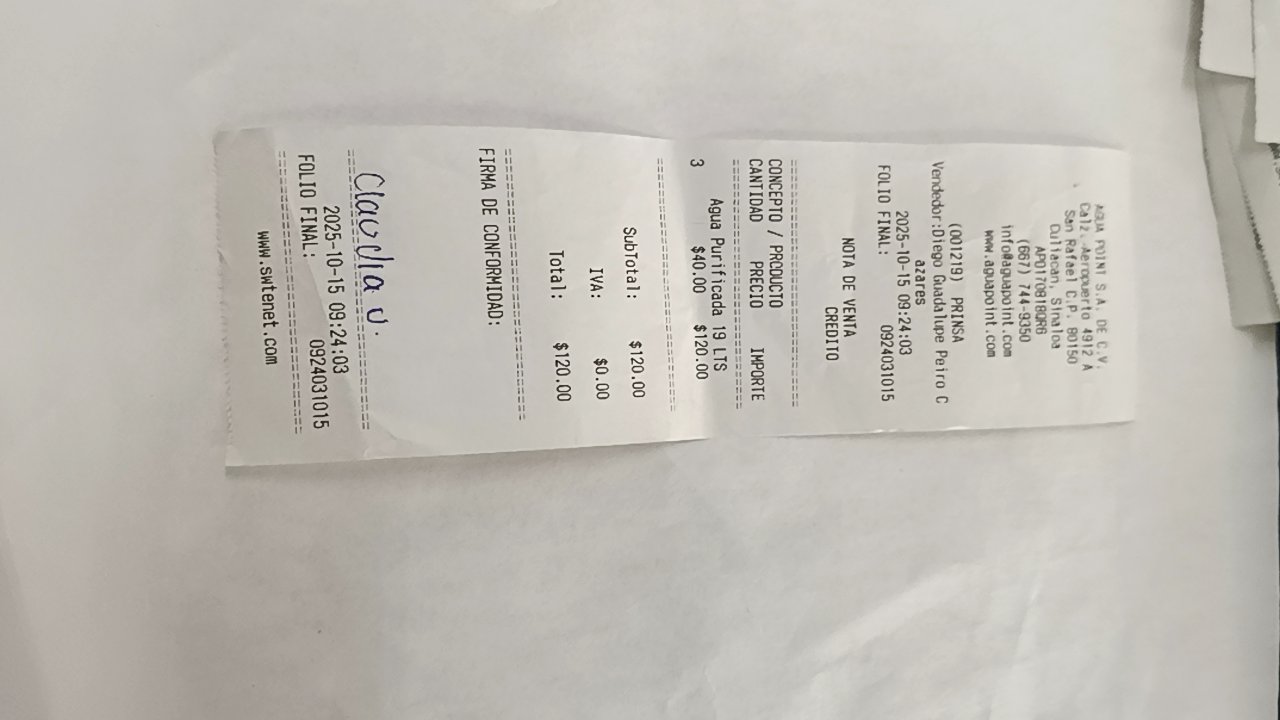 AGUA POINT S.A. DE C.V.
Calz. Aeropuerto 4912 A
San Rafael C.P. 80150
Culiacan, Sinaloa
APO170818QR6
(667) 744-9350
info@aguapoint.com
www.aguapoint.com
(001219) PRINSA
Vendedor:Diego Guadalupe Peiro C
azares
2025-10-15 09:24:03
FOLIO FINAL: 0924031015
NOTA DE VENTA
CREDITO
CONCEPTO / PRODUCTO
CANTIDAD PRECIO IMPORTE
Agua Purificada 19 LTS
3 $40.00 $120.00
SubTotal: $120.00
IVA: $0.00
Total: $120.00
FIRMA DE CONFORMIDAD:
Claudia J.
2025-10-15 09:24:03
FOLIO FINAL: 0924031015
www.swtenet.com